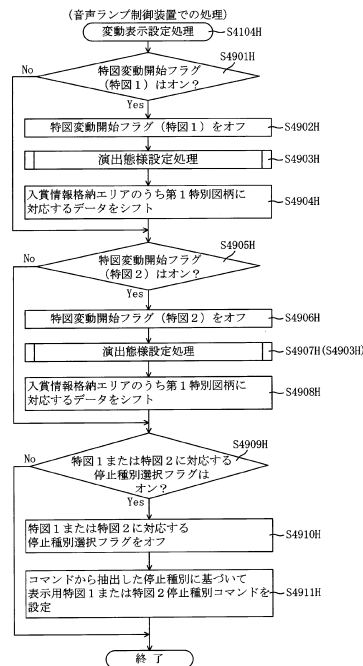 (音声ランプ制御装置での処理)
変動表示設定処理 S4104H
S4901H
特図変動開始フラグ
(特図1)はオン?
No
Yes
特図変動開始フラグ(特図1)をオフ S4902H
演出態様設定処理 S4903H
入賞情報格納エリアのうち第1特別図柄に
対応するデータをシフト S4904H
S4905H
特図変動開始フラグ
(特図2)はオン?
No
Yes
特図変動開始フラグ(特図2)をオフ S4906H
演出態様設定処理 S4907H(S4903H)
入賞情報格納エリアのうち第1特別図柄に
対応するデータをシフト S4908H
S4909H
特図1または特図2に対応する
停止種別選択フラグは
オン?
No
Yes
特図1または特図2に対応する
停止種別選択フラグをオフ S4910H
コマンドから抽出した停止種別に基づいて
表示用特図1または特図2停止種別コマンドを
設定 S4911H
終了